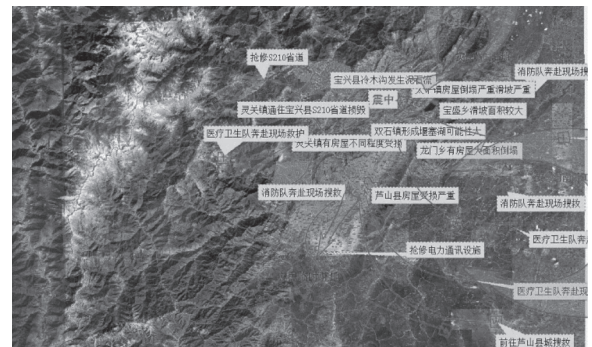 抢修S210省道
消防队奔赴现场搜
宝兴县冷木沟发生泥石流
镇房屋倒塌严重滑坡严重
震中
灵关镇通往宝兴县S210省道损毁
宝盛乡滑坡面积较大
医疗卫生队奔赴现场救护
双石镇形成堰塞湖可能性大
灵关镇有房屋不同程度受损
龙门乡有房屋大面积倒塌
消防队奔赴现场搜救
芦山县房屋受损严重
消防队奔赴现场搜救
医疗卫生队奔
抢修电力通讯设施
医疗卫生队奔赴现
前往芦山县城搜救